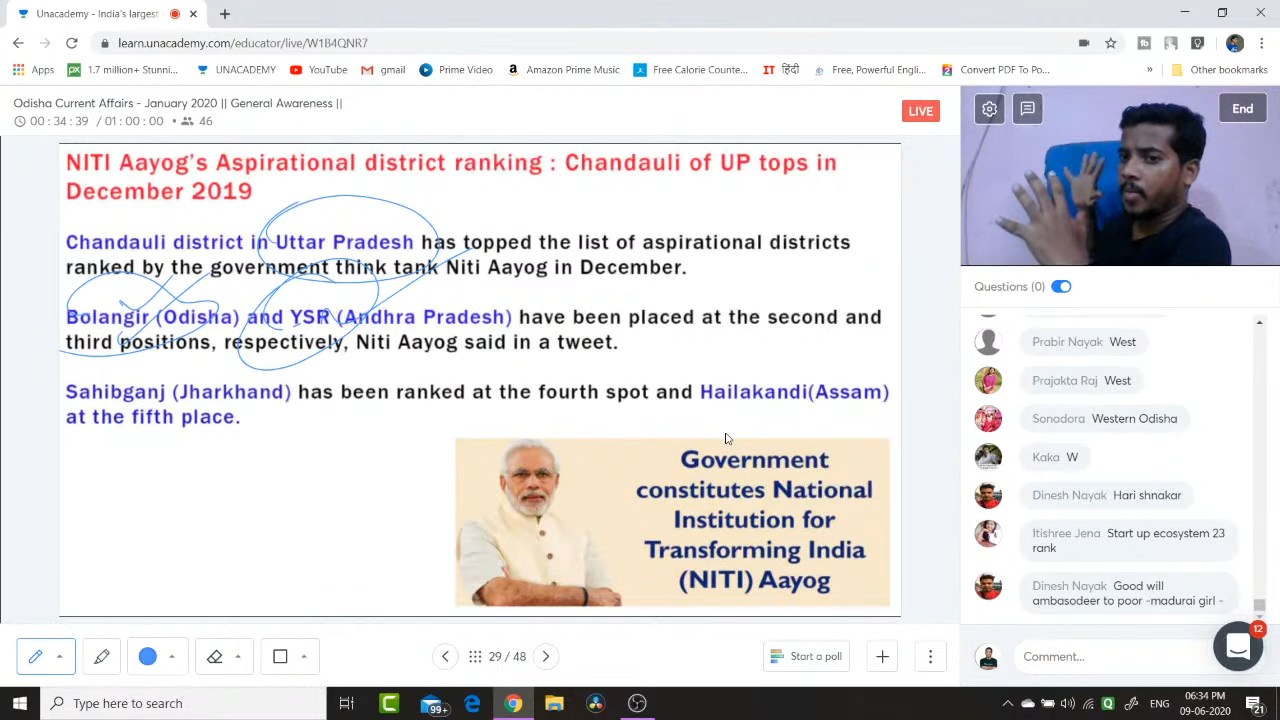 Unacademy - India's largest
learn.unacademy.com/educator/live/W1B4QNR7
Apps 1.7 million+ Stunni... UNACADEMY YouTube gmail Prime Video Amazon Prime Music Free Calorie Counte... हिंदी Free, Powerful Engli... Convert PDF To Po... » Other bookmarks
Odisha Current Affairs - January 2020 || General Awareness ||
00 : 34 : 39 / 01 : 00 : 00 • 46
LIVE
End
NITI Aayog's Aspirational district ranking : Chandauli of UP tops in
December 2019
Chandauli district in Uttar Pradesh has topped the list of aspirational districts
ranked by the government think tank Niti Aayog in December.
Bolangir (Odisha) and YSR (Andhra Pradesh) have been placed at the second and
third positions, respectively, Niti Aayog said in a tweet.
Sahibganj (Jharkhand) has been ranked at the fourth spot and Hailakandi(Assam)
at the fifth place.
Government
constitutes National
Institution for
Transforming India
(NITI) Aayog
Questions (0)
Prabir Nayak West
Prajakta Raj West
Sonadora Western Odisha
Kaka W
Dinesh Nayak Hari shnakar
Itishree Jena Start up ecosystem 23
rank
Dinesh Nayak Good will
ambasodeer to poor -madurai girl -
29 / 48
Start a poll
Comment...
12
Type here to search
99+
ENG
06:34 PM
09-06-2020
21